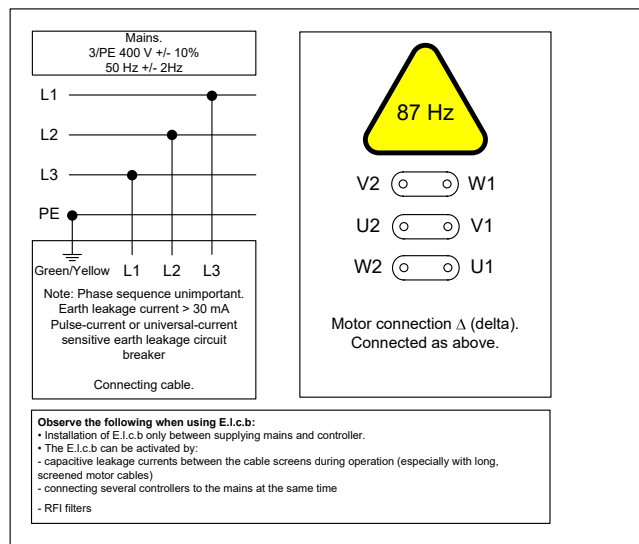 Mains.
3/PE 400 V +/- 10%
50 Hz +/- 2Hz
L1
L2
L3
PE
Green/Yellow L1 L2 L3
Note: Phase sequence unimportant.
Earth leakage current > 30 mA
Pulse-current or universal-current
sensitive earth leakage circuit
breaker
Connecting cable.
87 Hz
V2 W1
U2 V1
W2 U1
Motor connection Δ (delta).
Connected as above.
Observe the following when using E.l.c.b:
• Installation of E.l.c.b only between supplying mains and controller.
• The E.l.c.b can be activated by:
- capacitive leakage currents between the cable screens during operation (especially with long,
screened motor cables)
- connecting several controllers to the mains at the same time
- RFI filters